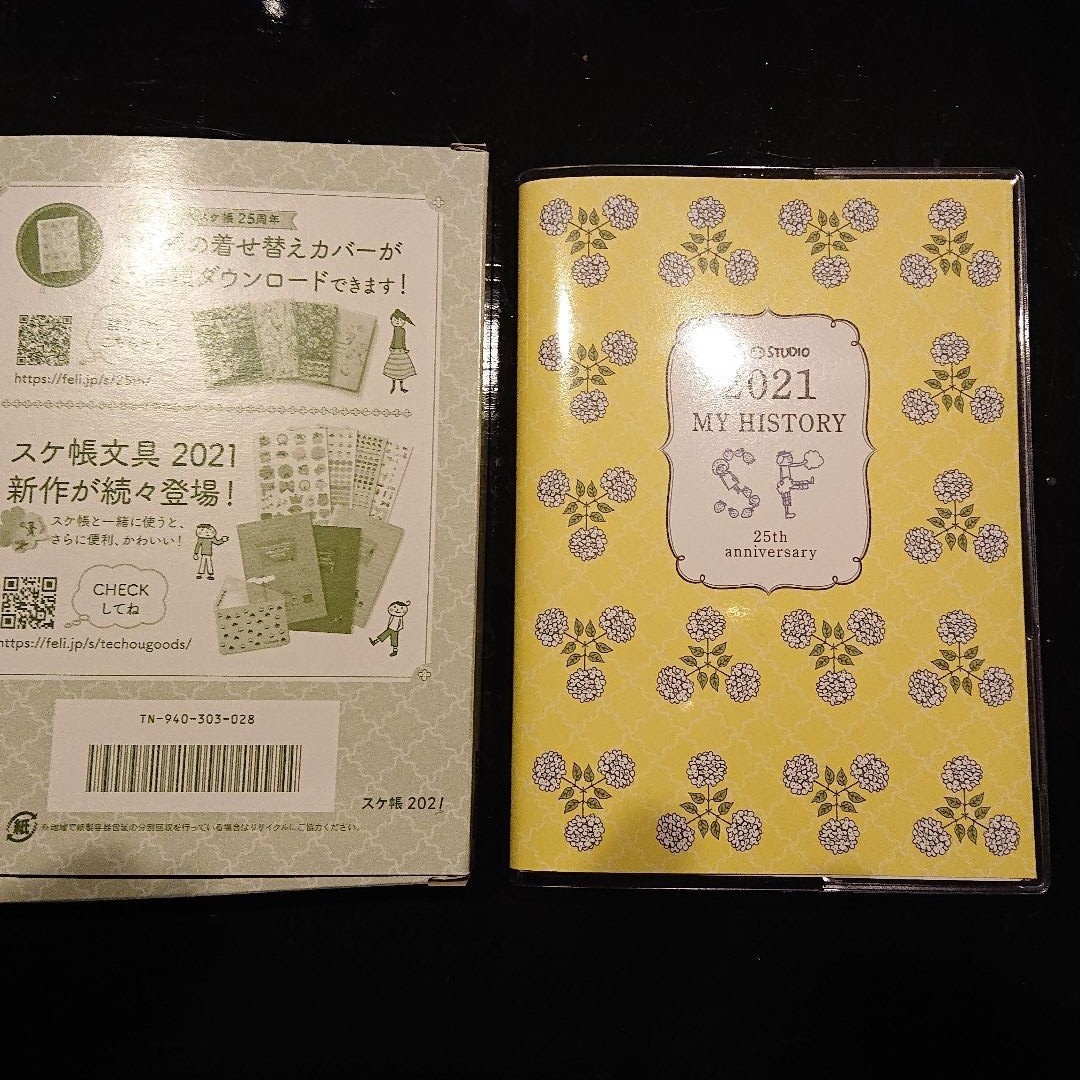 スケ帳 25周年
の着せ替えカバーが
ダウンロードできます!
https://feli.jp/s/25th/
スケ帳文具 2021
新作が続々登場!
スケ帳と一緒に使うと、
さらに便利、かわいい!
CHECK
してね
https://feli.jp/s/techougoods/
TN-940-303-028
スケ帳 2021
紙
※地域で紙製容器包装の分別回収を行っている場合はリサイクルにご協力ください。
STUDIO
2021
MY HISTORY
25th
anniversary